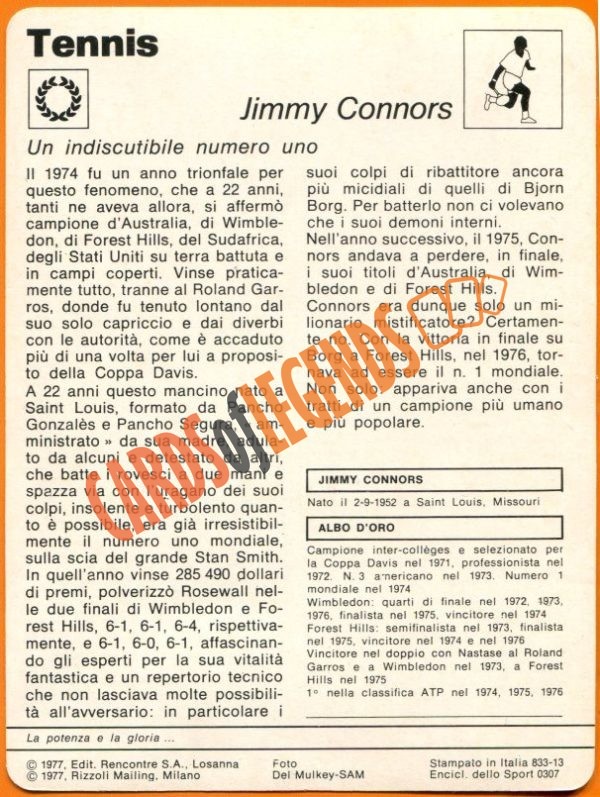 Tennis
Jimmy Connors
Un indiscutibile numero uno
Il 1974 fu un anno trionfale per
questo fenomeno, che a 22 anni,
tanti ne aveva allora, si affermò
campione d'Australia, di Wimble-
don, di Forest Hills, del Sudafrica,
degli Stati Uniti su terra battuta e
in campi coperti. Vinse pratica-
mente tutto, tranne al Roland Gar-
ros, donde fu tenuto lontano dal
suo solo capriccio e dai diverbi
con le autorità, come è accaduto
più di una volta per lui a proposi-
to della Coppa Davis.
A 22 anni questo mancino, nato a
Saint Louis, formato da Pancho
Gonzalès e Pancho Segura, « am-
ministrato » da sua madre, adula-
to da alcuni e detestato da altri,
che batte i rovesci a due mani e
spazza via con l'uragano dei suoi
colpi, insolente e turbolento quan-
to è possibile, era già irresistibil-
mente il numero uno mondiale,
sulla scia del grande Stan Smith.
In quell'anno vinse 285 490 dollari
di premi, polverizzò Rosewall nel-
le due finali di Wimbledon e Fo-
rest Hills, 6-1, 6-1, 6-4, rispettiva-
mente, e 6-1, 6-0, 6-1, affascinan-
do gli esperti per la sua vitalità
fantastica e un repertorio tecnico
che non lasciava molte possibili-
tà all'avversario: in particolare i
suoi colpi di ribattitore ancora
più micidiali di quelli di Bjorn
Borg. Per batterlo non ci volevano
che i suoi demoni interni.
Nell'anno successivo, il 1975, Con-
nors andava a perdere, in finale,
i suoi titoli d'Australia, di Wim-
bledon e di Forest Hills.
Connors era dunque solo un mi-
lionario mistificatore? Certamen-
te no. Con la vittoria in finale su
Borg a Forest Hills, nel 1976, tor-
nava ad essere il n. 1 mondiale.
Non solo: appariva anche con i
tratti di un campione più umano
e più popolare.
JIMMY CONNORS
Nato il 2-9-1952 a Saint Louis, Missouri
ALBO D'ORO
Campione inter-collèges e selezionato per
la Coppa Davis nel 1971, professionista nel
1972. N. 3 americano nel 1973. Numero 1
mondiale nel 1974
Wimbledon: quarti di finale nel 1972, 1973,
1976, finalista nel 1975, vincitore nel 1974
Forest Hills: semifinalista nel 1973, finalista
nel 1975, vincitore nel 1974 e nel 1976
Vincitore nel doppio con Nastase al Roland
Garros e a Wimbledon nel 1973, a Forest
Hills nel 1975
1° nella classifica ATP nel 1974, 1975, 1976
La potenza e la gloria ...
© 1977, Edit. Rencontre S.A., Losanna
© 1977, Rizzoli Mailing, Milano
Foto
Del Mulkey-SAM
Stampato in Italia 833-13
Encicl. dello Sport 0307
CARDS OF LEGENDS